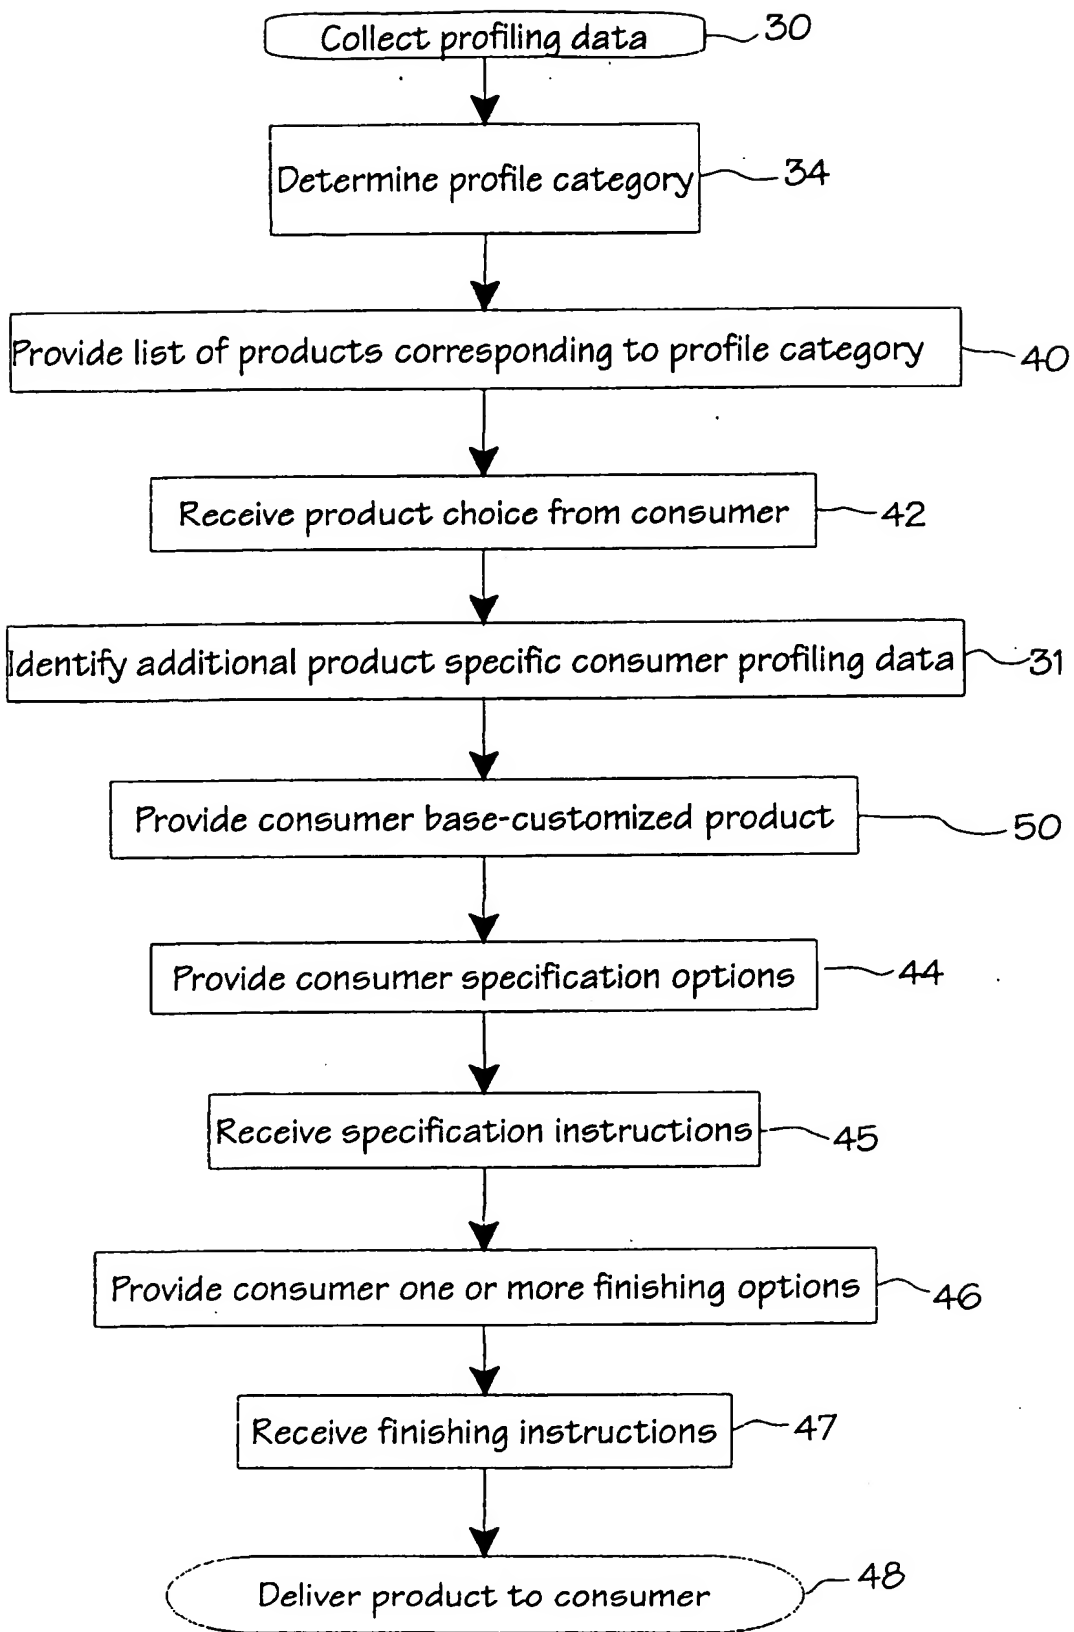 Collect profiling data 30
Determine profile category 34
Provide list of products corresponding to profile category 40
Receive product choice from consumer 42
Identify additional product specific consumer profiling data 31
Provide consumer base-customized product 50
Provide consumer specification options 44
Receive specification instructions 45
Provide consumer one or more finishing options 46
Receive finishing instructions 47
Deliver product to consumer 48